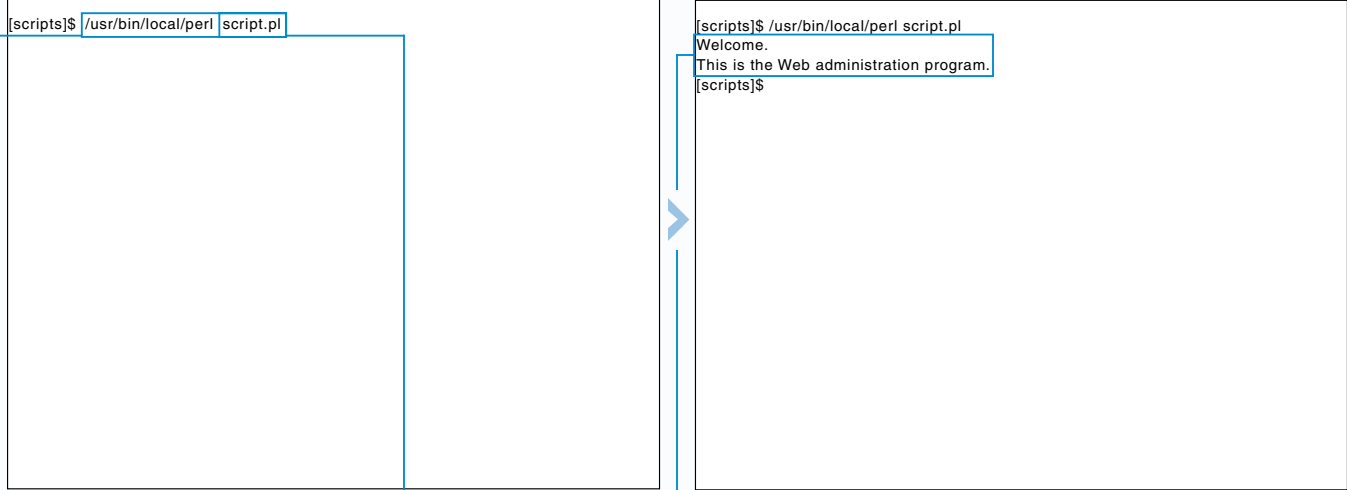 [scripts]$ /usr/bin/local/perl script.pl
[scripts]$ /usr/bin/local/perl script.pl
Welcome.
This is the Web administration program.
[scripts]$